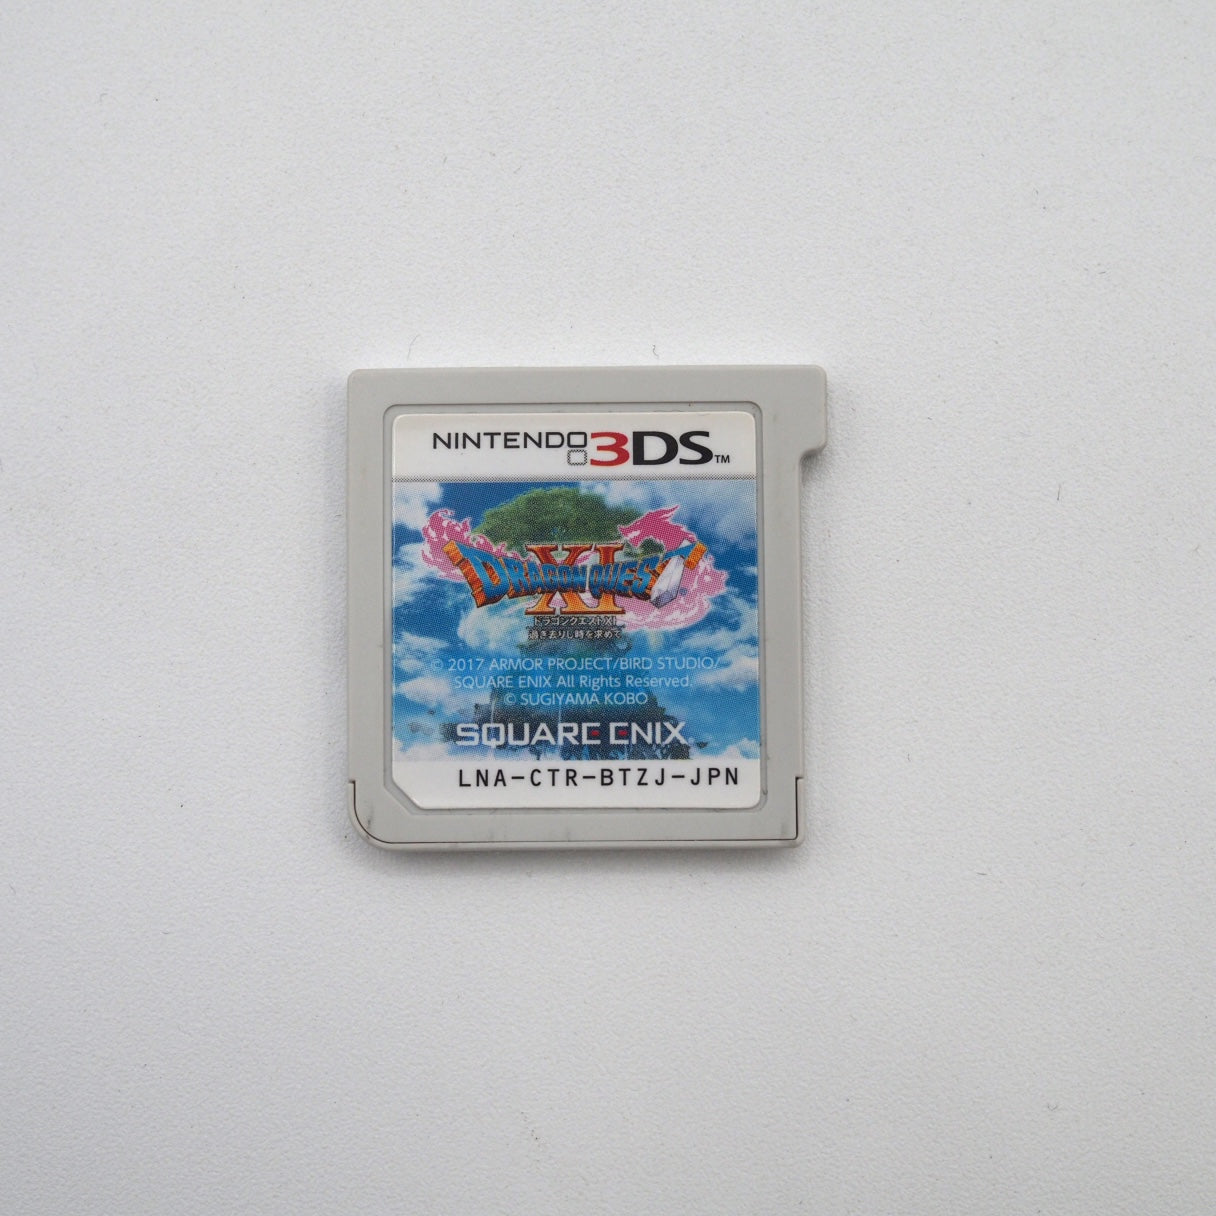 NINTENDO 3DS™
DRAGON QUEST XI
ドラゴンクエストXI
過ぎ去りし時を求めて
© 2017 ARMOR PROJECT/BIRD STUDIO/
SQUARE ENIX All Rights Reserved.
© SUGIYAMA KOBO
SQUARE ENIX
LNA-CTR-BTZJ-JPN